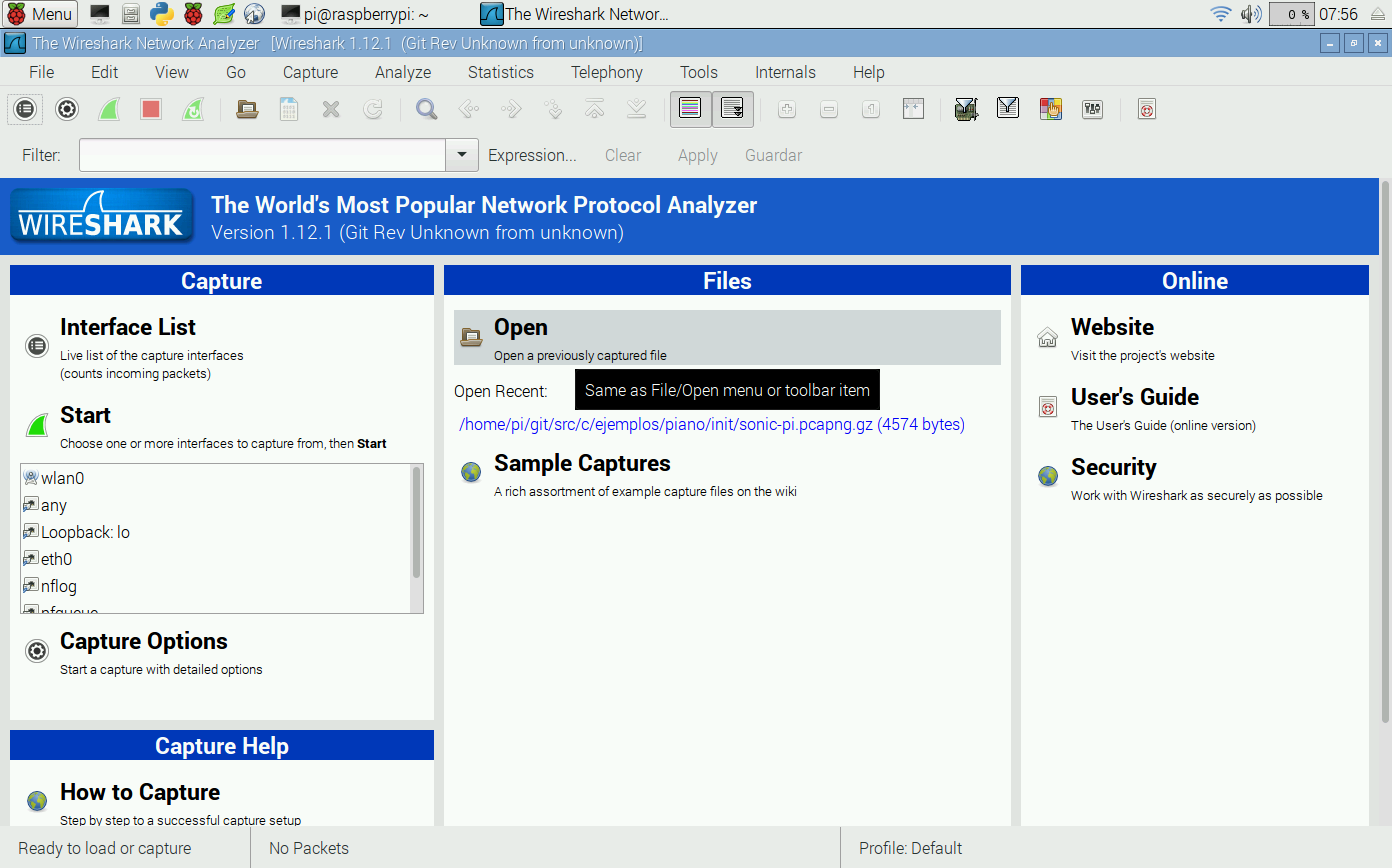 Menu pi@raspberrypi: ~ The Wireshark Networ... 0 % 07:56
The Wireshark Network Analyzer [Wireshark 1.12.1 (Git Rev Unknown from unknown)]
File Edit View Go Capture Analyze Statistics Telephony Tools Internals Help
Filter: Expression... Clear Apply Guardar
WIRESHARK
The World's Most Popular Network Protocol Analyzer
Version 1.12.1 (Git Rev Unknown from unknown)
Capture
Interface List
Live list of the capture interfaces
(counts incoming packets)
Start
Choose one or more interfaces to capture from, then Start
wlan0
any
Loopback: lo
eth0
nflog
nfqueue
Capture Options
Start a capture with detailed options
Capture Help
How to Capture
Step by step to a successful capture setup
Files
Open
Open a previously captured file
Open Recent:
Same as File/Open menu or toolbar item
/home/pi/git/src/c/ejemplos/piano/init/sonic-pi.pcapng.gz (4574 bytes)
Sample Captures
A rich assortment of example capture files on the wiki
Online
Website
Visit the project's website
User's Guide
The User's Guide (online version)
Security
Work with Wireshark as securely as possible
Ready to load or capture No Packets Profile: Default